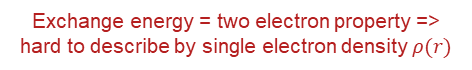 Exchange energy = two electron property =>
hard to describe by single electron density 𝜌(𝑟)